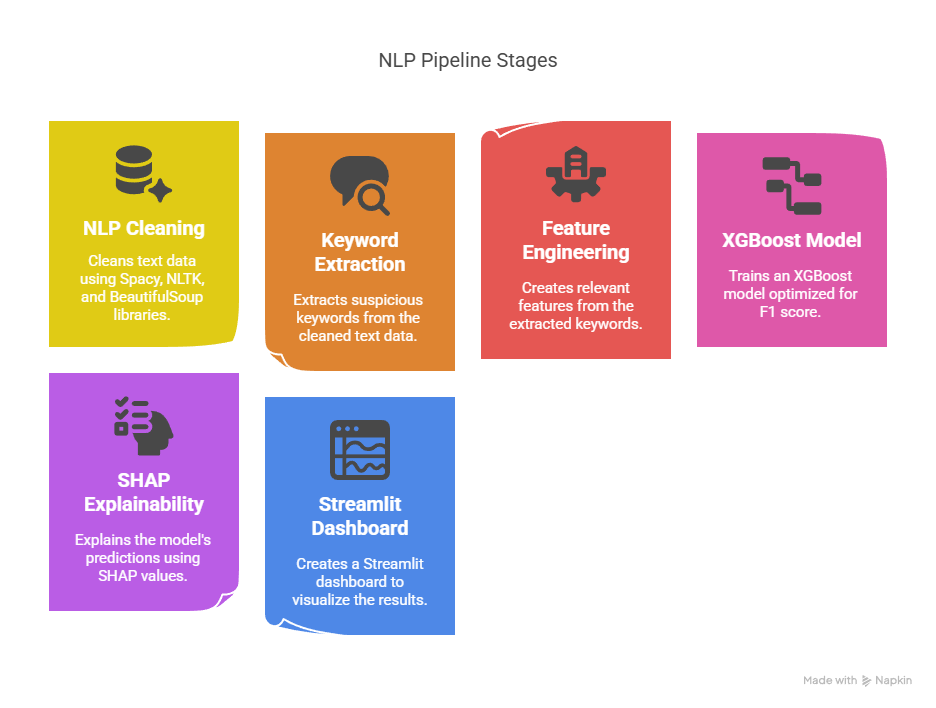 NLP Pipeline Stages
NLP Cleaning
Cleans text data
using Spacy, NLTK,
and BeautifulSoup
libraries.
Keyword
Extraction
Extracts suspicious
keywords from the
cleaned text data.
Feature
Engineering
Creates relevant
features from the
extracted keywords.
XGBoost Model
Trains an XGBoost
model optimized for
F1 score.
SHAP
Explainability
Explains the model's
predictions using
SHAP values.
Streamlit
Dashboard
Creates a Streamlit
dashboard to
visualize the results.
Made with Napkin